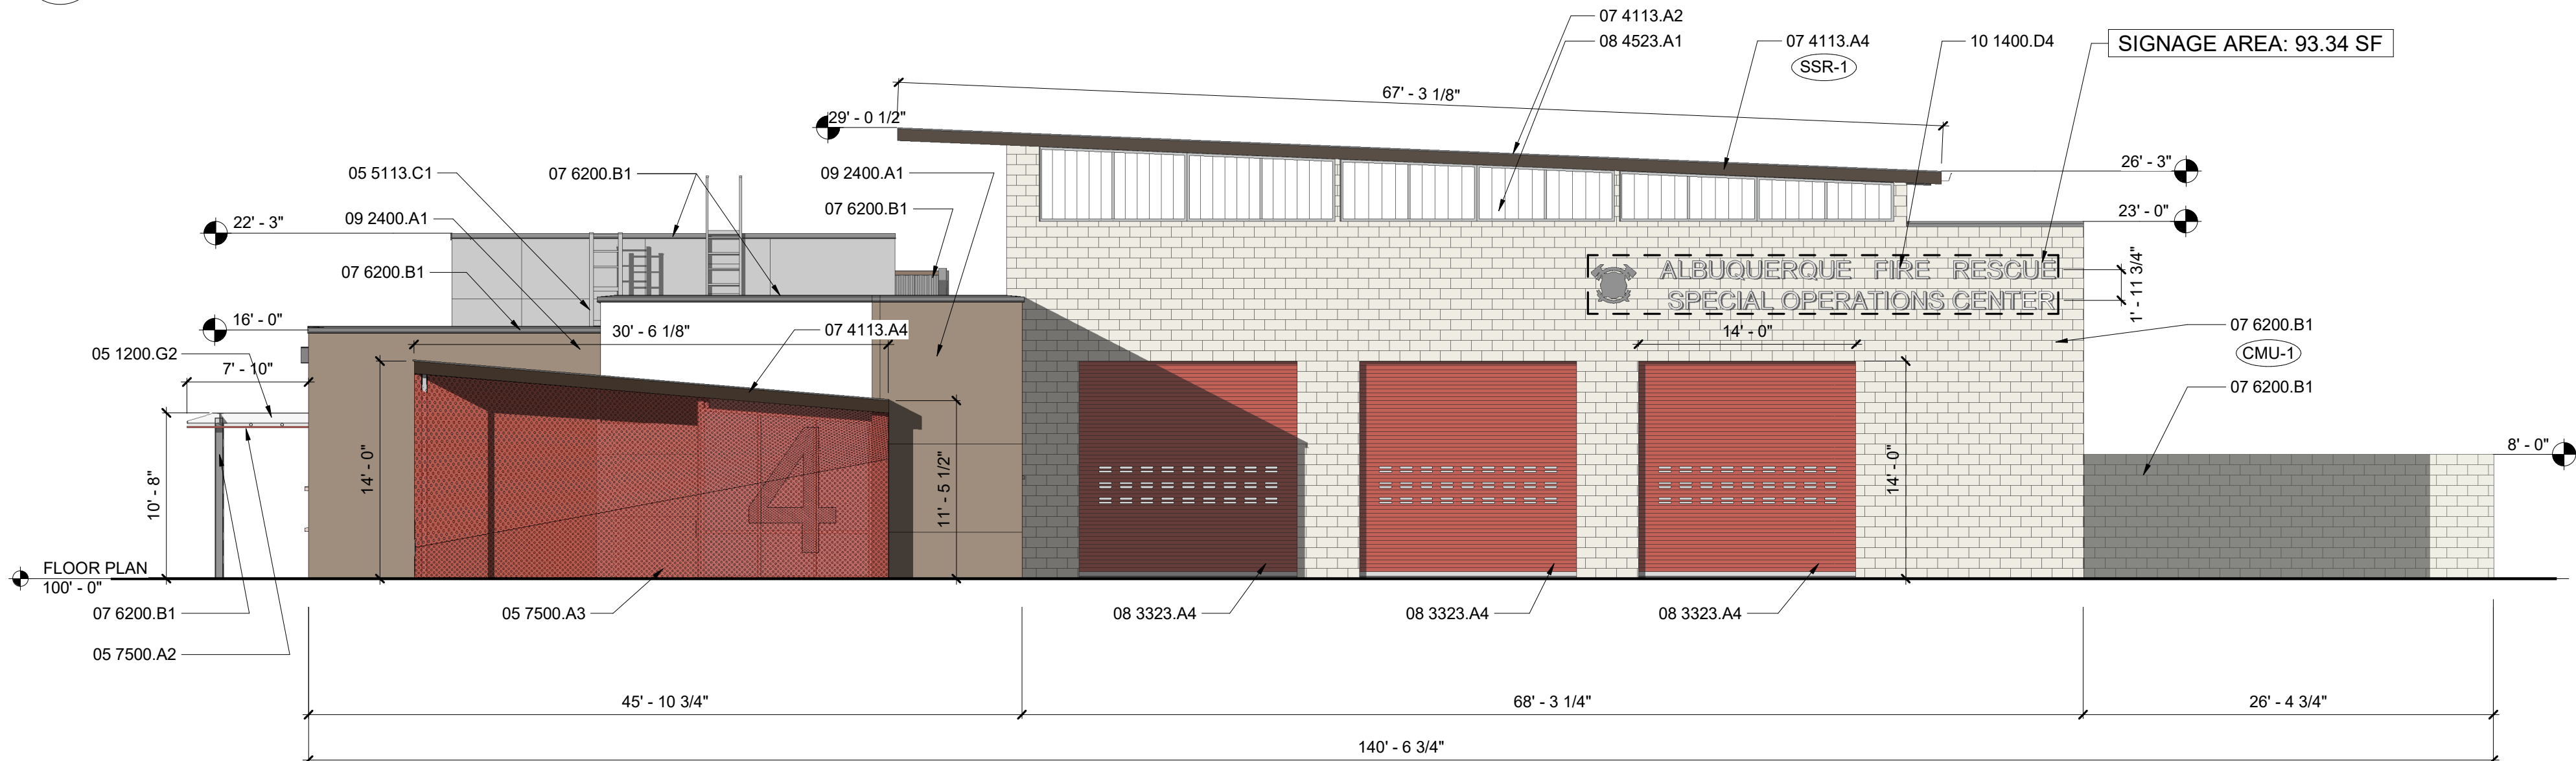 07 4113.A2
08 4523.A1
07 4113.A4
SSR-1
10 1400.D4
SIGNAGE AREA: 93.34 SF
67' - 3 1/8"
29' - 0 1/2"
05 5113.C1
07 6200.B1
09 2400.A1
26' - 3"
09 2400.A1
07 6200.B1
22' - 3"
23' - 0"
07 6200.B1
ALBUQUERQUE FIRE RESCUE
SPECIAL OPERATIONS CENTER
1' - 11 3/4"
16' - 0"
30' - 6 1/8"
07 4113.A4
14' - 0"
07 6200.B1
CMU-1
05 1200.G2
7' - 10"
07 6200.B1
8' - 0"
10' - 8"
14' - 0"
4
11' - 5 1/2"
14' - 0"
FLOOR PLAN
100' - 0"
07 6200.B1
05 7500.A3
08 3323.A4
08 3323.A4
08 3323.A4
05 7500.A2
45' - 10 3/4"
68' - 3 1/4"
26' - 4 3/4"
140' - 6 3/4"